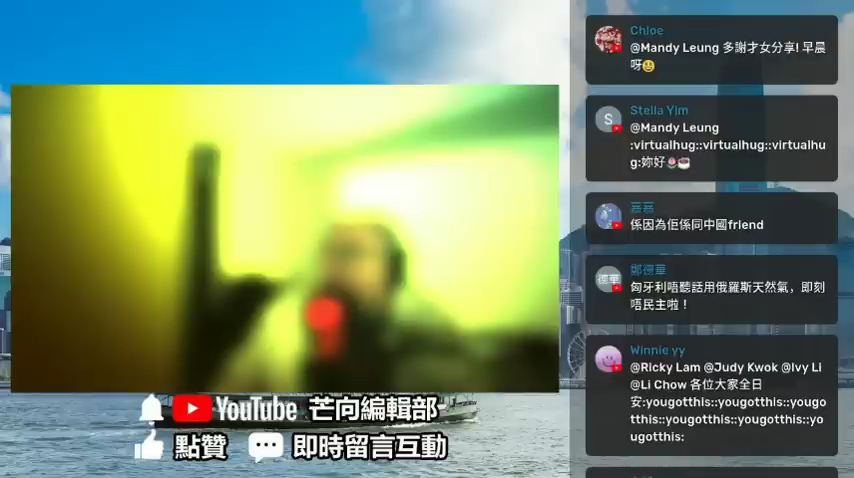 YouTube 芒向編輯部
點贊 即時留言互動
Chloe
@Mandy Leung 多謝才女分享! 早晨
呀😃
S
Stella Yim
@Mandy Leung
:virtualhug::virtualhug::virtualhu
g:妳好🌷☕
係因為佢係同中國friend
鄭德華
匈牙利唔聽話用俄羅斯天然氣，即刻
唔民主啦！
Winnie yy
@Ricky Lam @Judy Kwok @Ivy Li
@Li Chow 各位大家全日
安:yougotthis::yougotthis::yougo
tthis::yougotthis::yougotthis::yo
ugotthis: